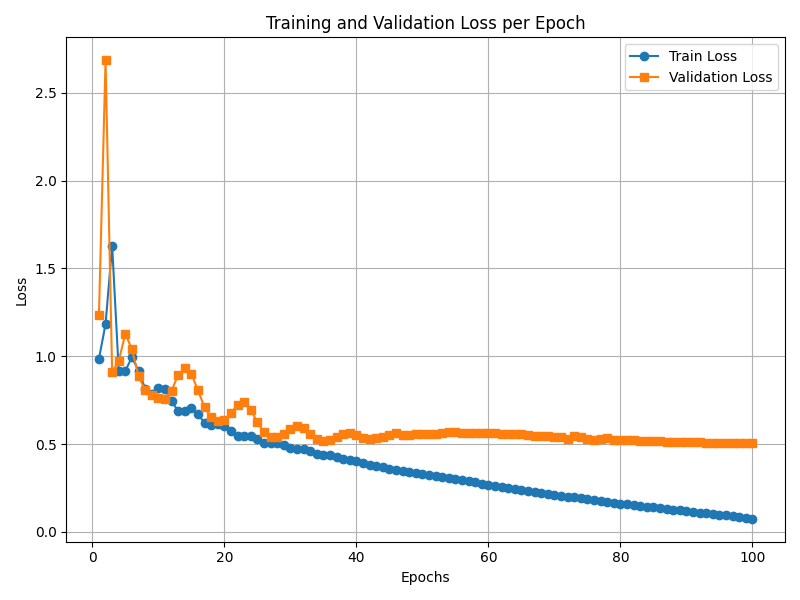 Training and Validation Loss per Epoch
Train Loss
Validation Loss
2.5
2.0
1.5
1.0
0.5
0.0
Loss
0 20 40 60 80 100
Epochs